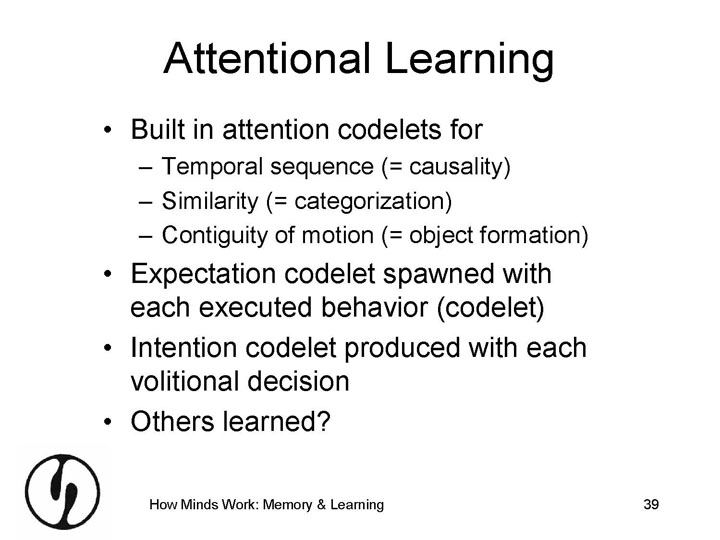 Attentional Learning
• Built in attention codelets for
– Temporal sequence (= causality)
– Similarity (= categorization)
– Contiguity of motion (= object formation)
• Expectation codelet spawned with
each executed behavior (codelet)
• Intention codelet produced with each
volitional decision
• Others learned?
How Minds Work: Memory & Learning
39